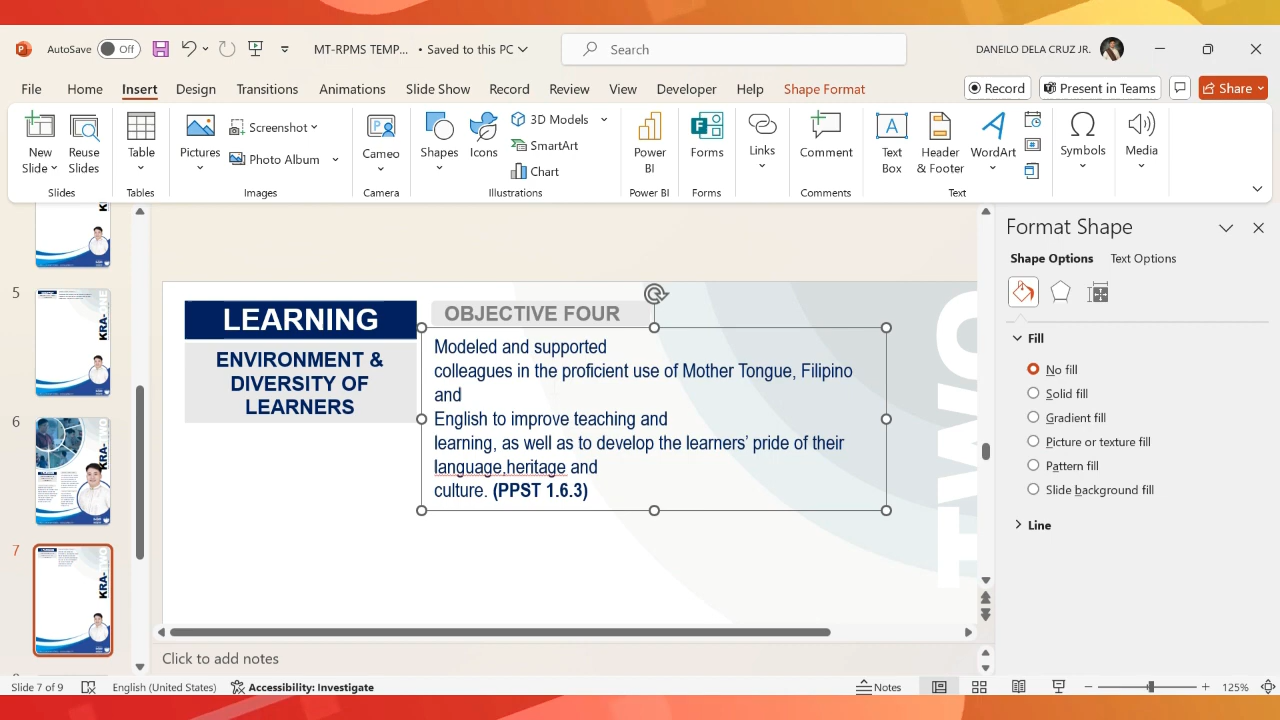 AutoSave Off MT-RPMS TEMP... • Saved to this PC Search DANEILO DELA CRUZ JR.
File Home Insert Design Transitions Animations Slide Show Record Review View Developer Help Shape Format Record Present in Teams Share
New Slide Reuse Slides Table Pictures Screenshot Photo Album Cameo Shapes Icons 3D Models SmartArt Chart Power BI Forms Links Comment Text Box Header & Footer WordArt Symbols Media
Slides Tables Images Camera Illustrations Power BI Forms Comments Text
5
6
7
KRA-
KRA-
KRA-TWO
LEARNING
ENVIRONMENT &
DIVERSITY OF
LEARNERS
OBJECTIVE FOUR
Modeled and supported
colleagues in the proficient use of Mother Tongue, Filipino
and
English to improve teaching and
learning, as well as to develop the learners’ pride of their
language,heritage and
culture. (PPST 1.6.3)
TWO
Format Shape
Shape Options Text Options
Fill
No fill
Solid fill
Gradient fill
Picture or texture fill
Pattern fill
Slide background fill
Line
Click to add notes
Slide 7 of 9 English (United States) Accessibility: Investigate Notes 125%